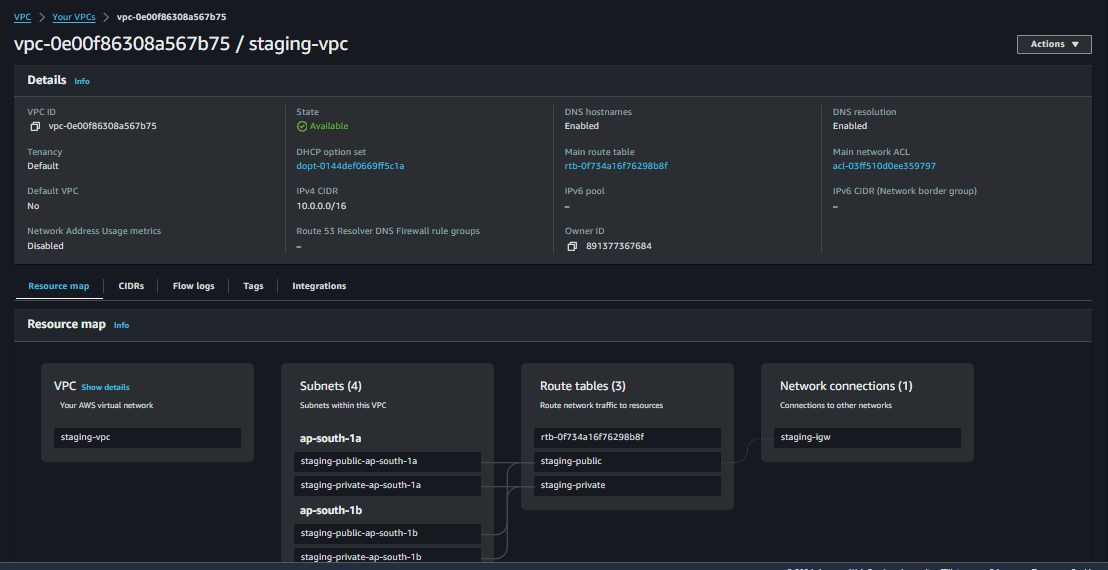 VPC > Your VPCs > vpc-0e00f86308a567b75
vpc-0e00f86308a567b75 / staging-vpc
Actions ▼
Details Info
VPC ID
vpc-0e00f86308a567b75
State
Available
DNS hostnames
Enabled
DNS resolution
Enabled
Tenancy
Default
DHCP option set
dopt-0144def0669ff5c1a
Main route table
rtb-0f734a16f76298b8f
Main network ACL
acl-03ff510d0ee359797
Default VPC
No
IPv4 CIDR
10.0.0.0/16
IPv6 pool
–
IPv6 CIDR (Network border group)
–
Network Address Usage metrics
Disabled
Route 53 Resolver DNS Firewall rule groups
–
Owner ID
891377367684
Resource map CIDRs Flow logs Tags Integrations
Resource map Info
VPC Show details
Your AWS virtual network
staging-vpc
Subnets (4)
Subnets within this VPC
ap-south-1a
staging-public-ap-south-1a
staging-private-ap-south-1a
ap-south-1b
staging-public-ap-south-1b
staging-private-ap-south-1b
Route tables (3)
Route network traffic to resources
rtb-0f734a16f76298b8f
staging-public
staging-private
Network connections (1)
Connections to other networks
staging-igw